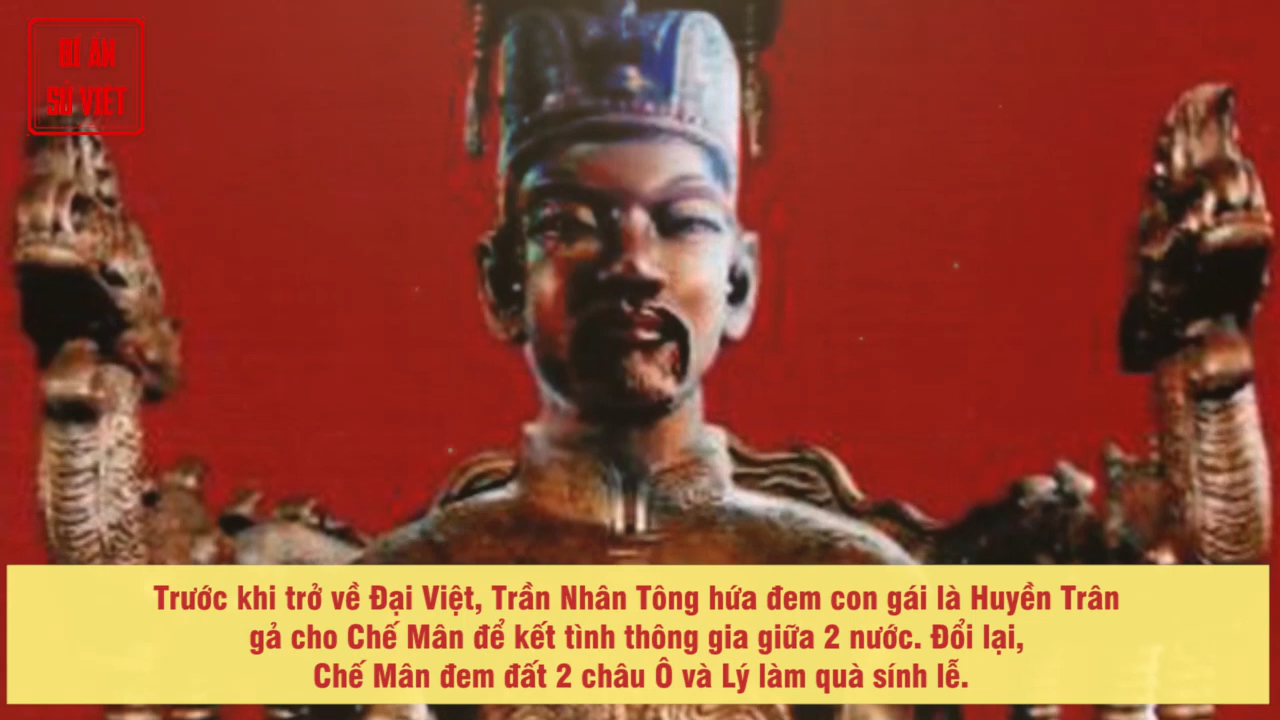 BÍ ẨN
SỬ VIỆT
Trước khi trở về Đại Việt, Trần Nhân Tông hứa đem con gái là Huyền Trân
gả cho Chế Mân để kết tình thông gia giữa 2 nước. Đổi lại,
Chế Mân đem đất 2 châu Ô và Lý làm quà sính lễ.